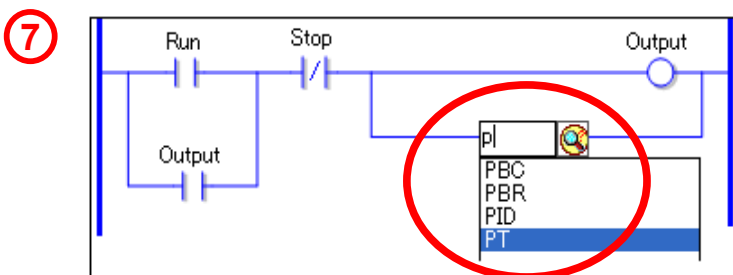 7
Run
Stop
Output
Output
p
PBC
PBR
PID
PT